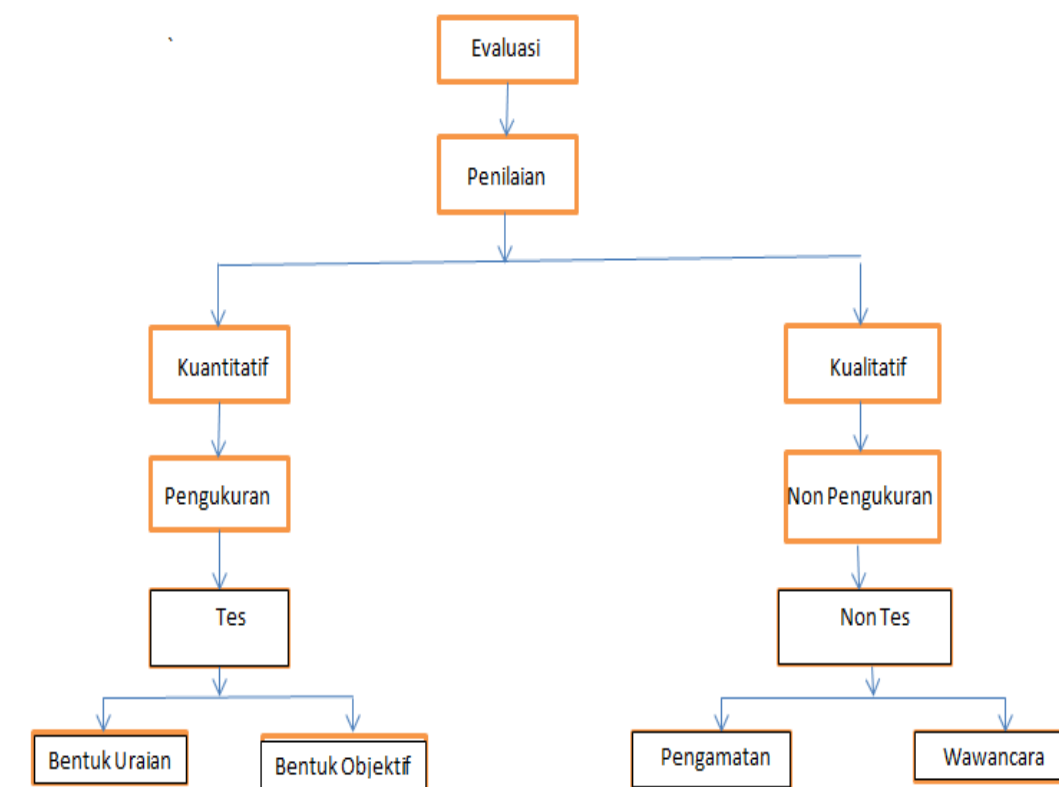 Evaluasi
Penilaian
Kuantitatif
Kualitatif
Pengukuran
Non Pengukuran
Tes
Non Tes
Bentuk Uraian
Bentuk Objektif
Pengamatan
Wawancara